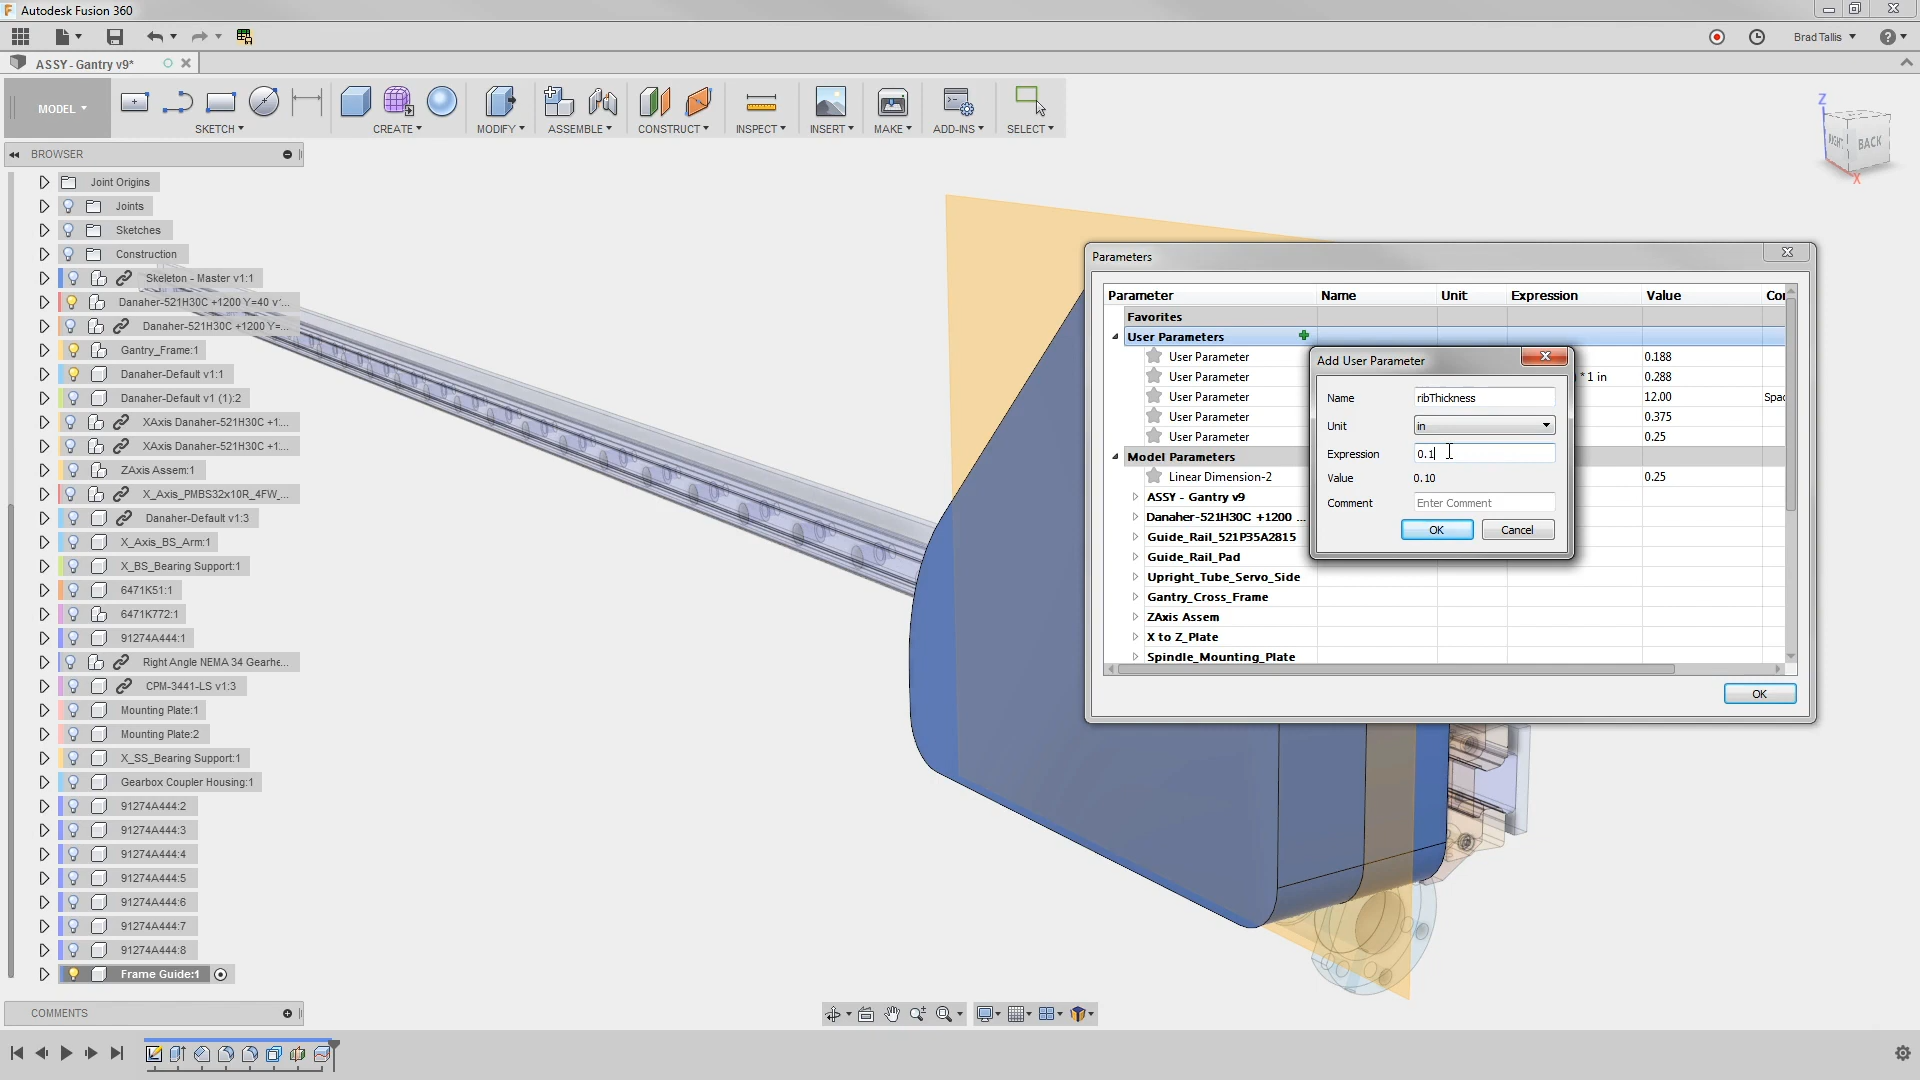 Autodesk Fusion 360
Brad Tallis
ASSY - Gantry v9*
MODEL
SKETCH
CREATE
MODIFY
ASSEMBLE
CONSTRUCT
INSPECT
INSERT
MAKE
ADD-INS
SELECT
Z
RIGHT
BACK
X
BROWSER
Joint Origins
Joints
Sketches
Construction
Skeleton - Master v1:1
Danaher-521H30C +1200 Y=40 v'...
Danaher-521H30C +1200 Y=...
Gantry_Frame:1
Danaher-Default v1:1
Danaher-Default v1 (1):2
XAxis Danaher-521H30C +1...
XAxis Danaher-521H30C +1...
ZAxis Assem:1
X_Axis_PMBS32x10R_4FW_...
Danaher-Default v1:3
X_Axis_BS_Arm:1
X_BS_Bearing Support:1
6471K51:1
6471K772:1
91274A444:1
Right Angle NEMA 34 Gearhe...
CPM-3441-LS v1:3
Mounting Plate:1
Mounting Plate:2
X_SS_Bearing Support:1
Gearbox Coupler Housing:1
91274A444:2
91274A444:3
91274A444:4
91274A444:5
91274A444:6
91274A444:7
91274A444:8
Frame Guide:1
COMMENTS
Parameters
Parameter Name Unit Expression Value Co
Favorites
User Parameters
User Parameter 0.188
User Parameter * 1 in 0.288
User Parameter 12.00 Spac
User Parameter 0.375
User Parameter 0.25
Model Parameters
Linear Dimension-2 0.25
ASSY - Gantry v9
Danaher-521H30C +1200 ...
Guide_Rail_521P35A2815
Guide_Rail_Pad
Upright_Tube_Servo_Side
Gantry_Cross_Frame
ZAxis Assem
X to Z_Plate
Spindle_Mounting_Plate
OK
Add User Parameter
Name ribThickness
Unit in
Expression 0.1
Value 0.10
Comment Enter Comment
OK Cancel